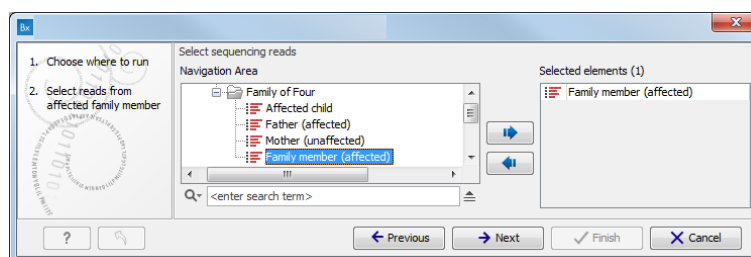 Bx
1. Choose where to run
2. Select reads from
affected family member
Select sequencing reads
Navigation Area
Family of Four
Affected child
Father (affected)
Mother (unaffected)
Family member (affected)
<enter search term>
Selected elements (1)
Family member (affected)
?
Previous
Next
Finish
Cancel